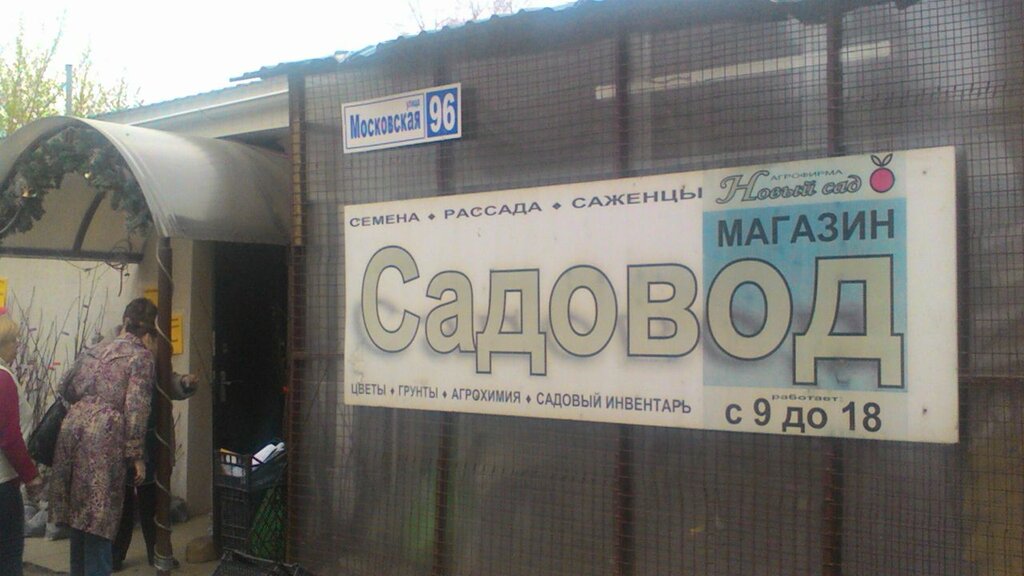 улица
Московская 96
СЕМЕНА • РАССАДА • САЖЕНЦЫ
АГРОФИРМА
Новый сад
МАГАЗИН
Садовод
ЦВЕТЫ • ГРУНТЫ • АГРОХИМИЯ • САДОВЫЙ ИНВЕНТАРЬ
работает:
с 9 до 18